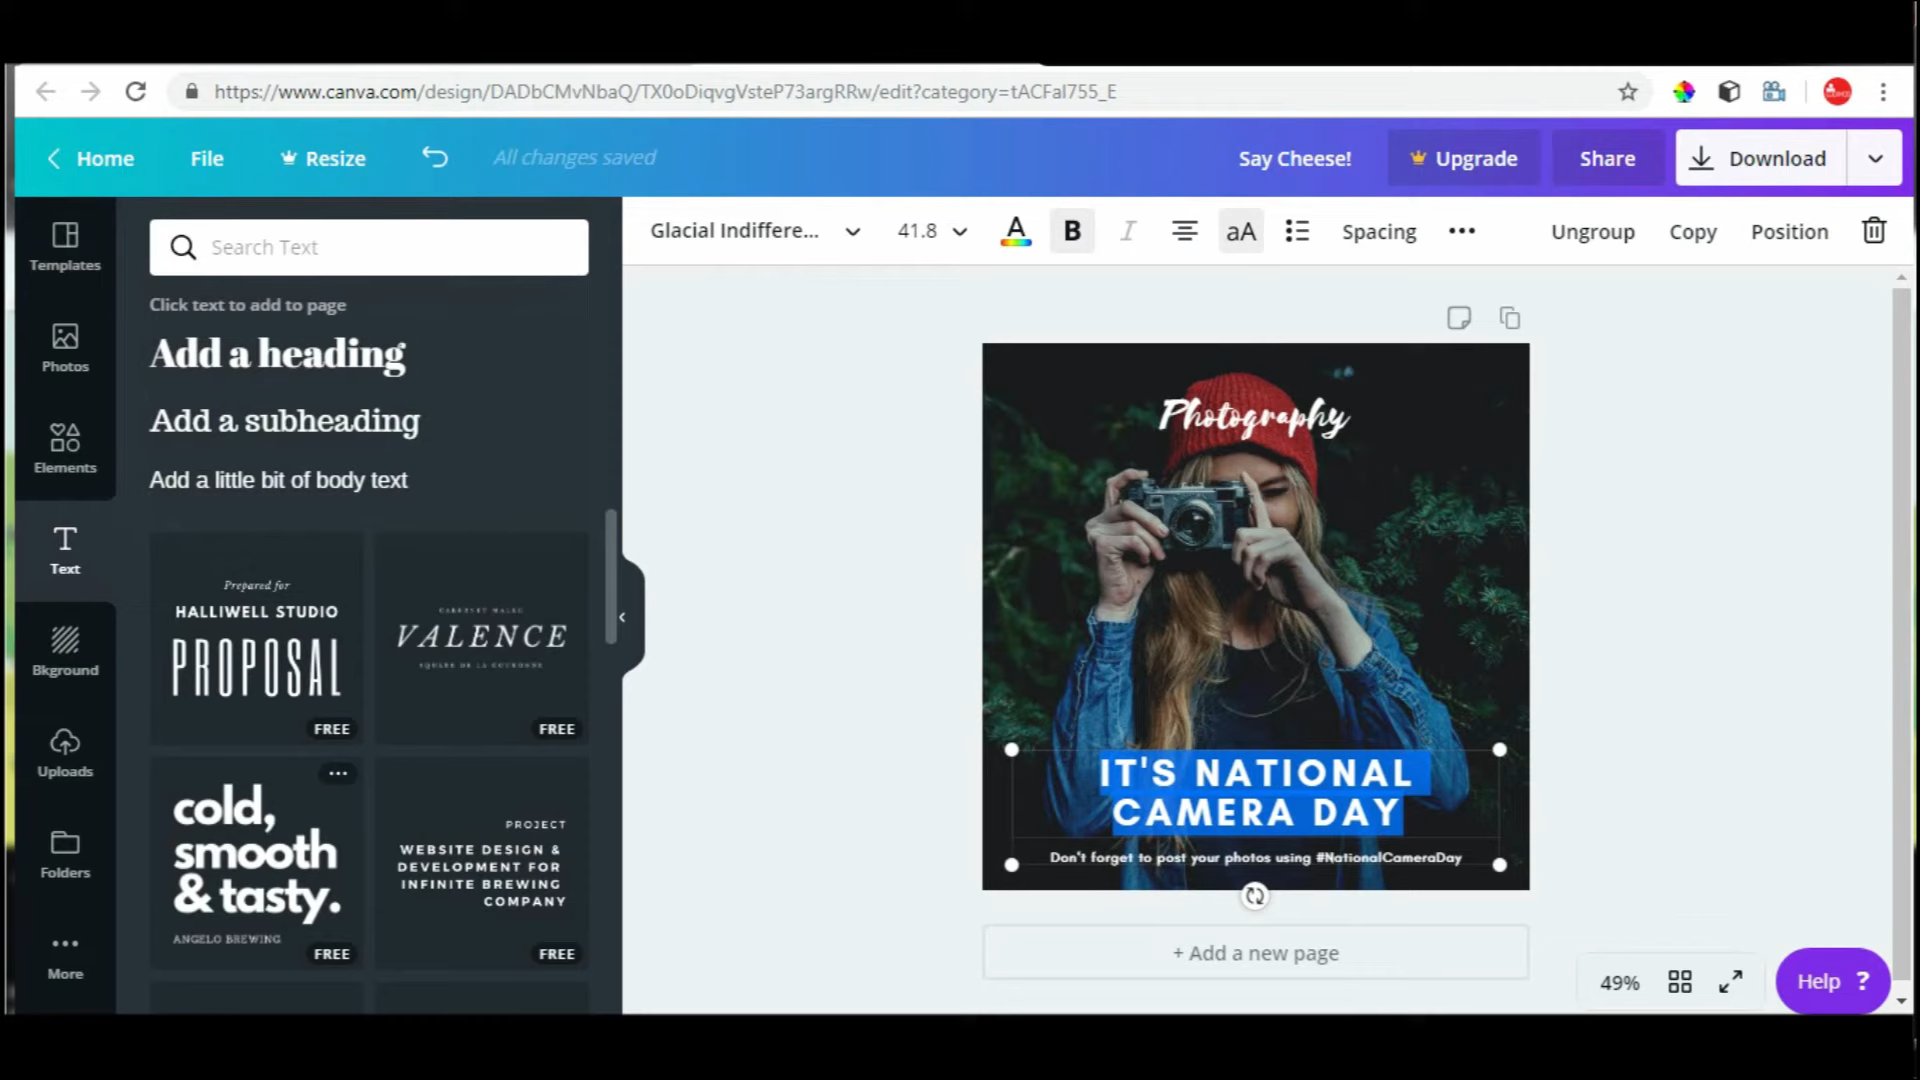 https://www.canva.com/design/DADbCMvNbaQ/TX0oDiqvgVsteP73argRRw/edit?category=tACFal755_E
Home File Resize All changes saved Say Cheese! Upgrade Share Download
Glacial Indiffere... 41.8 A B I aA Spacing ••• Ungroup Copy Position
Templates
Photos
Elements
Text
Bkground
Uploads
Folders
More
Search Text
Click text to add to page
Add a heading
Add a subheading
Add a little bit of body text
Prepared for
HALLIWELL STUDIO
PROPOSAL
FREE
VALENCE
FREE
cold,
smooth
& tasty.
ANGELO BREWING
FREE
PROJECT
WEBSITE DESIGN &
DEVELOPMENT FOR
INFINITE BREWING
COMPANY
FREE
Photography
IT'S NATIONAL
CAMERA DAY
Don't forget to post your photos using #NationalCameraDay
+ Add a new page
49%
Help ?